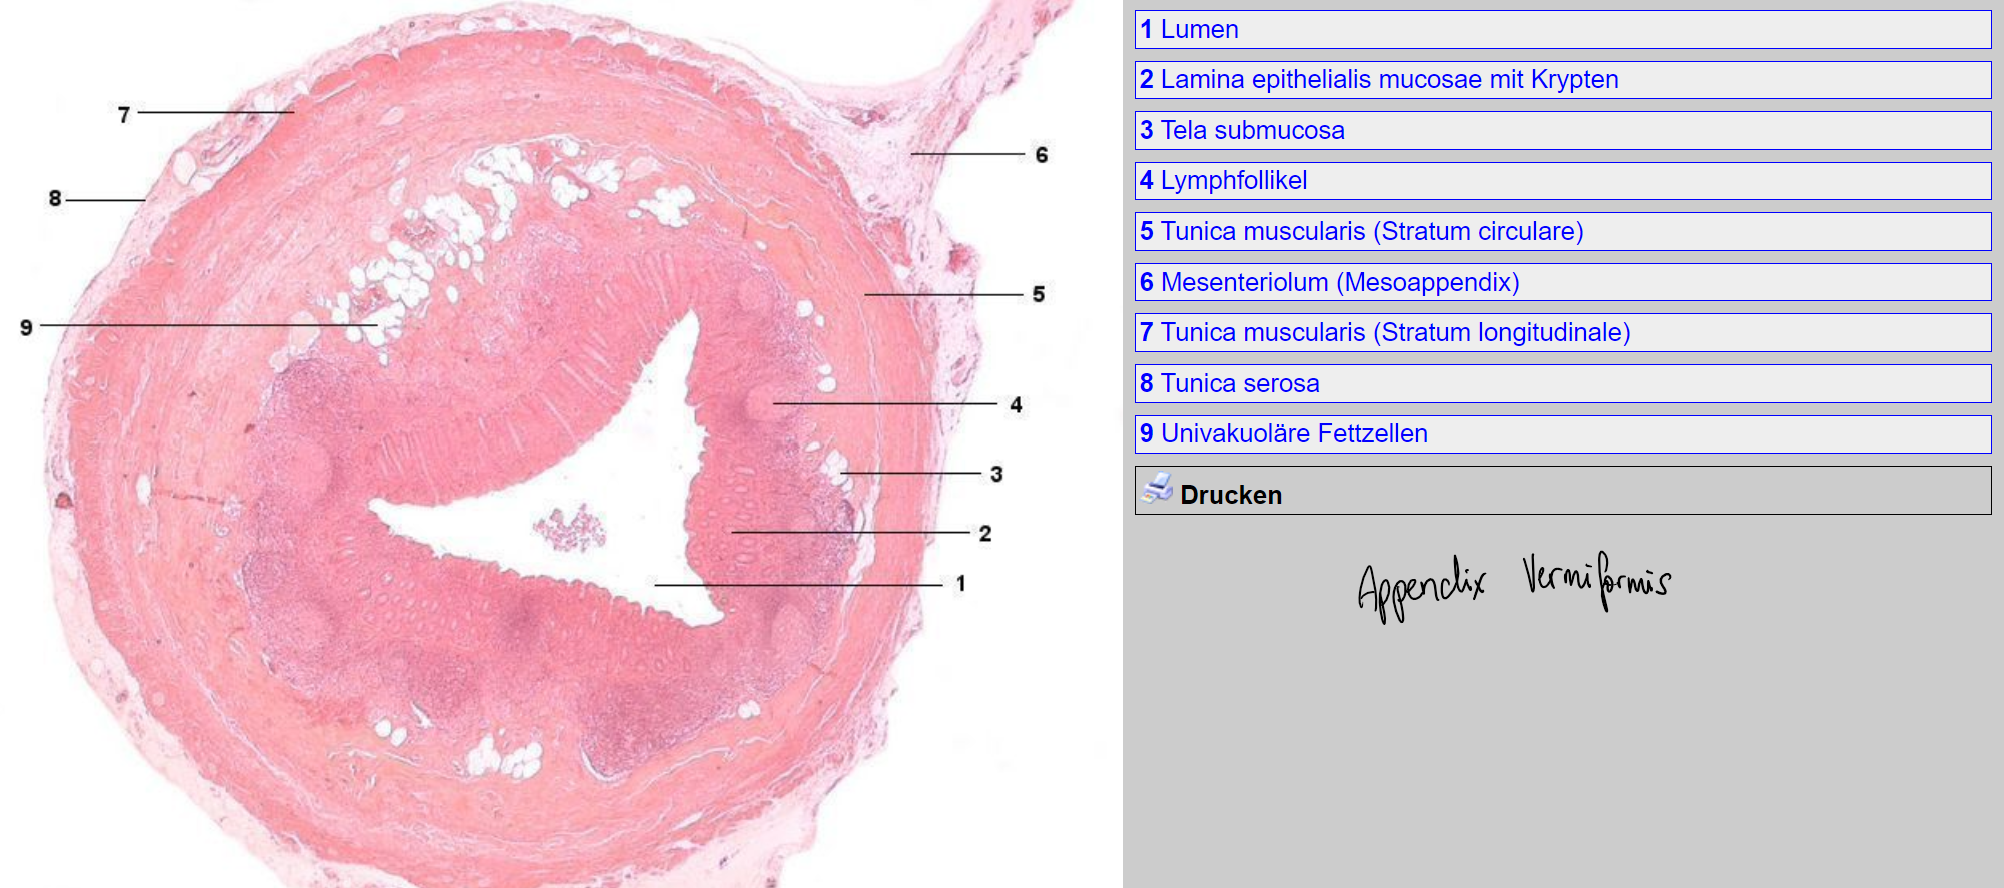 7
8
9
6
5
4
3
2
1
1 Lumen
2 Lamina epithelialis mucosae mit Krypten
3 Tela submucosa
4 Lymphfollikel
5 Tunica muscularis (Stratum circulare)
6 Mesenteriolum (Mesoappendix)
7 Tunica muscularis (Stratum longitudinale)
8 Tunica serosa
9 Univakuoläre Fettzellen
Drucken
Appendix Vermiformis